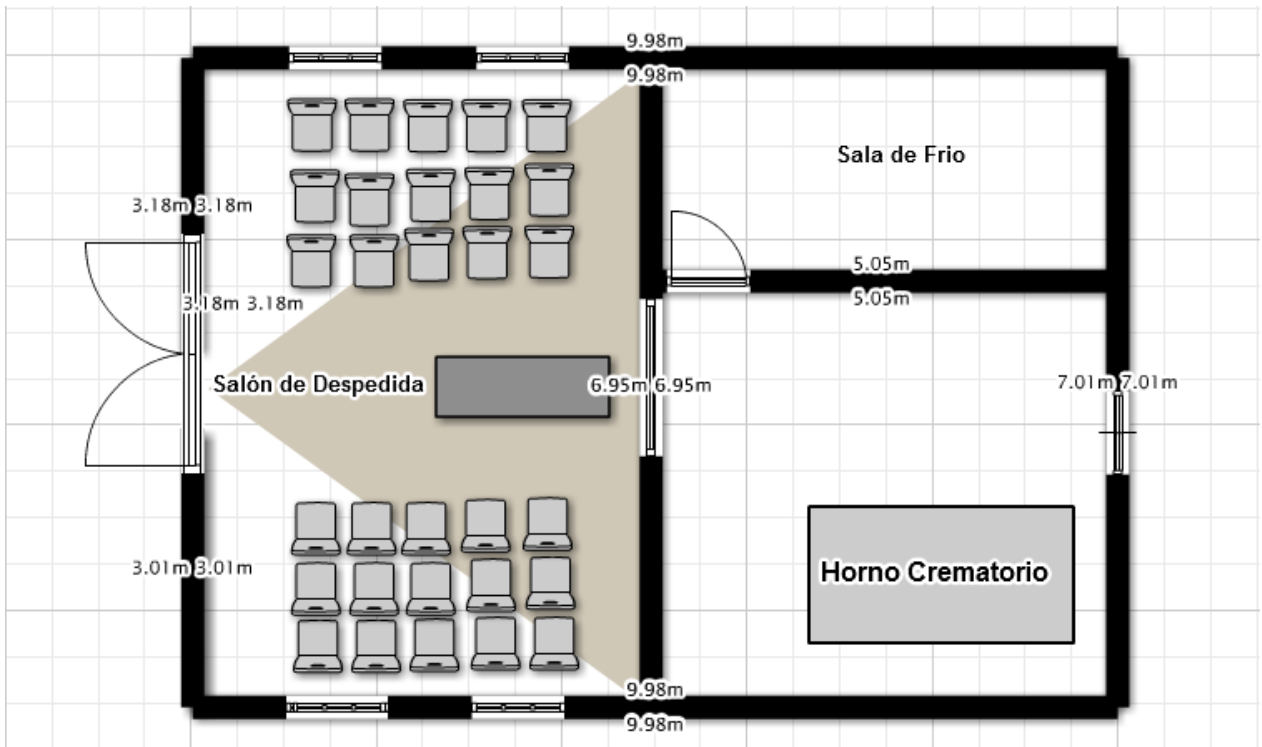 9.98m
9.98m
Sala de Frio
3.18m 3.18m
5.05m
5.05m
3.18m 3.18m
Salón de Despedida
6.95m 6.95m
7.01m 7.01m
3.01m 3.01m
Horno Crematorio
9.98m
9.98m